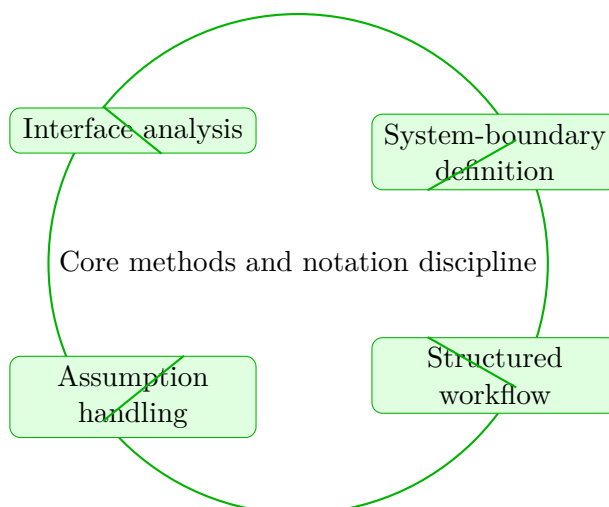 Interface analysis
System-boundary
definition
Core methods and notation discipline
Assumption
handling
Structured
workflow